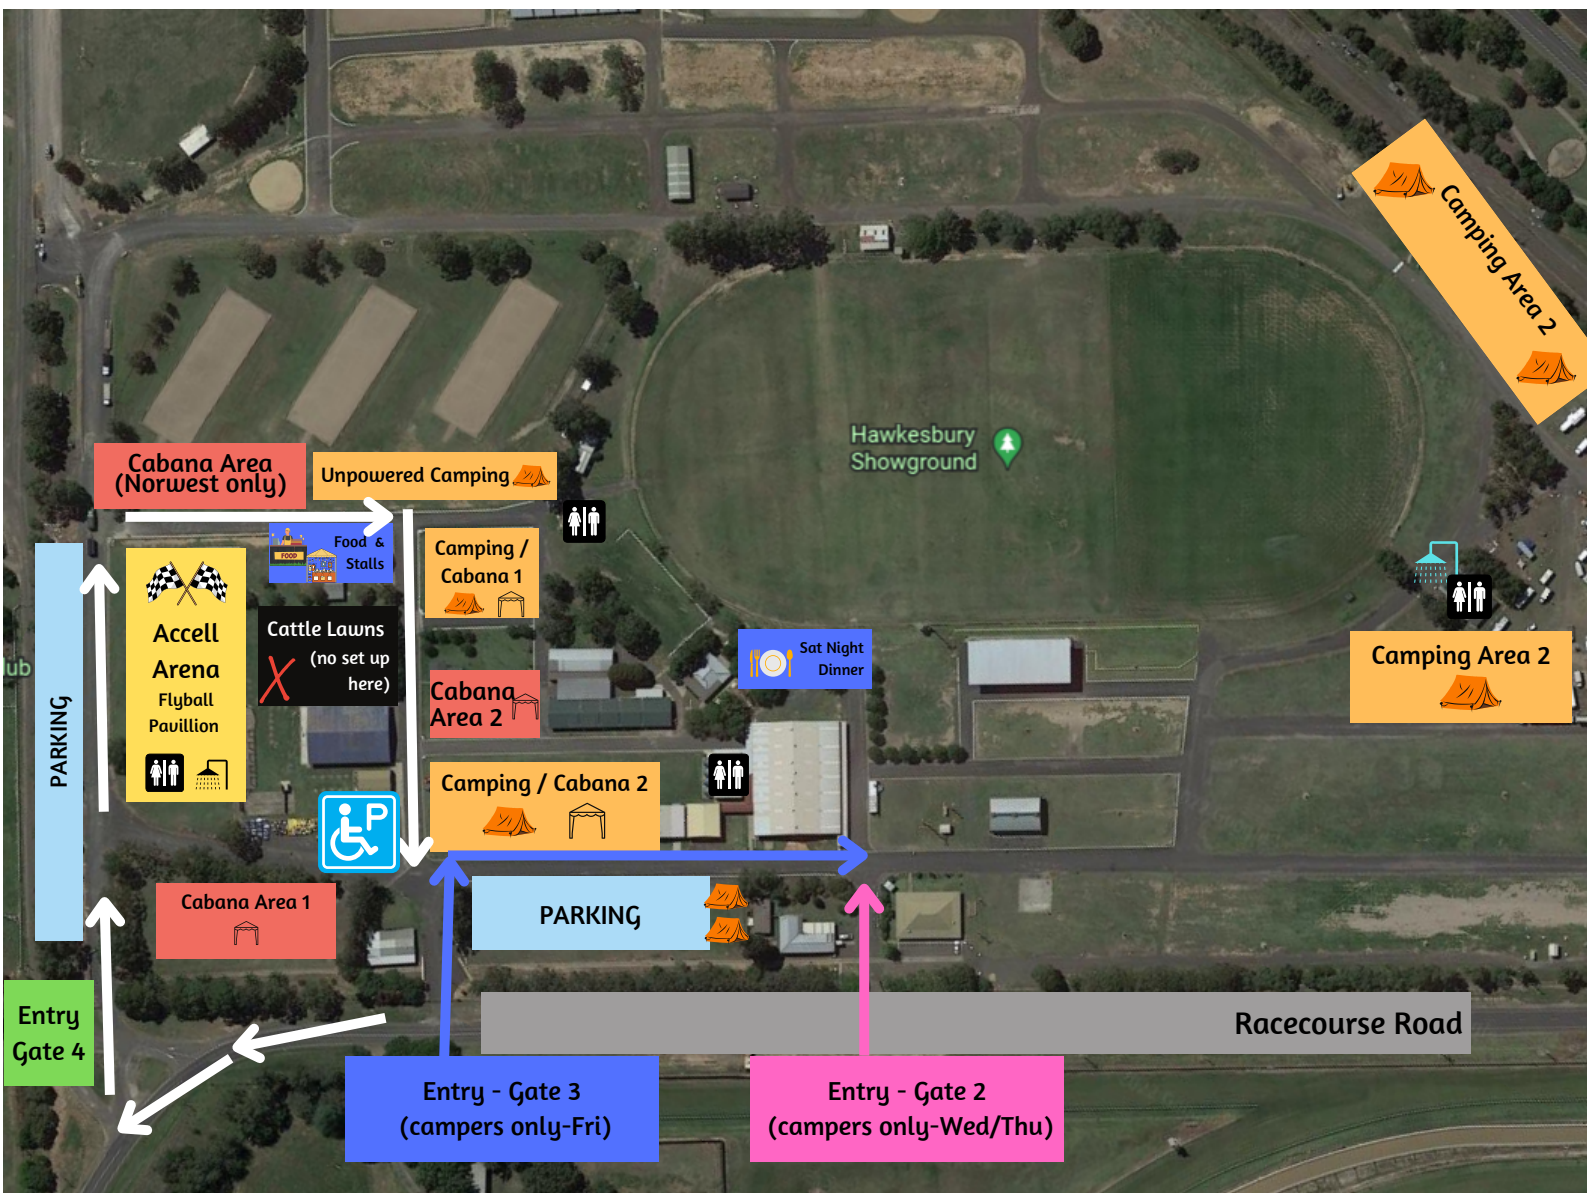 Camping Area 2
Hawkesbury
Showground
Cabana Area
(Norwest only)
Unpowered Camping
Food &
Stalls
FOOD
Camping /
Cabana 1
Accell
Arena
Flyball
Pavillion
Cattle Lawns
(no set up
here)
Sat Night
Dinner
Camping Area 2
lub
Cabana
Area 2
PARKING
Camping / Cabana 2
P
Cabana Area 1
PARKING
Entry
Gate 4
Racecourse Road
Entry - Gate 3
(campers only-Fri)
Entry - Gate 2
(campers only-Wed/Thu)